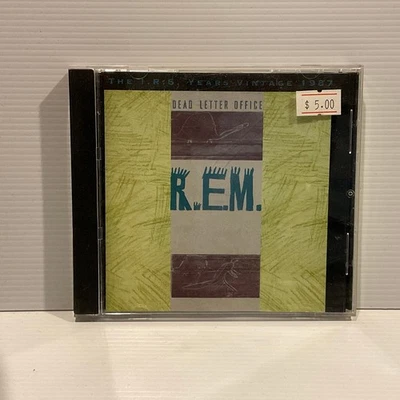 THE I.R.S. YEARS VINTAGE 1987
DEAD LETTER OFFICE
$ 5.00
R.E.M.